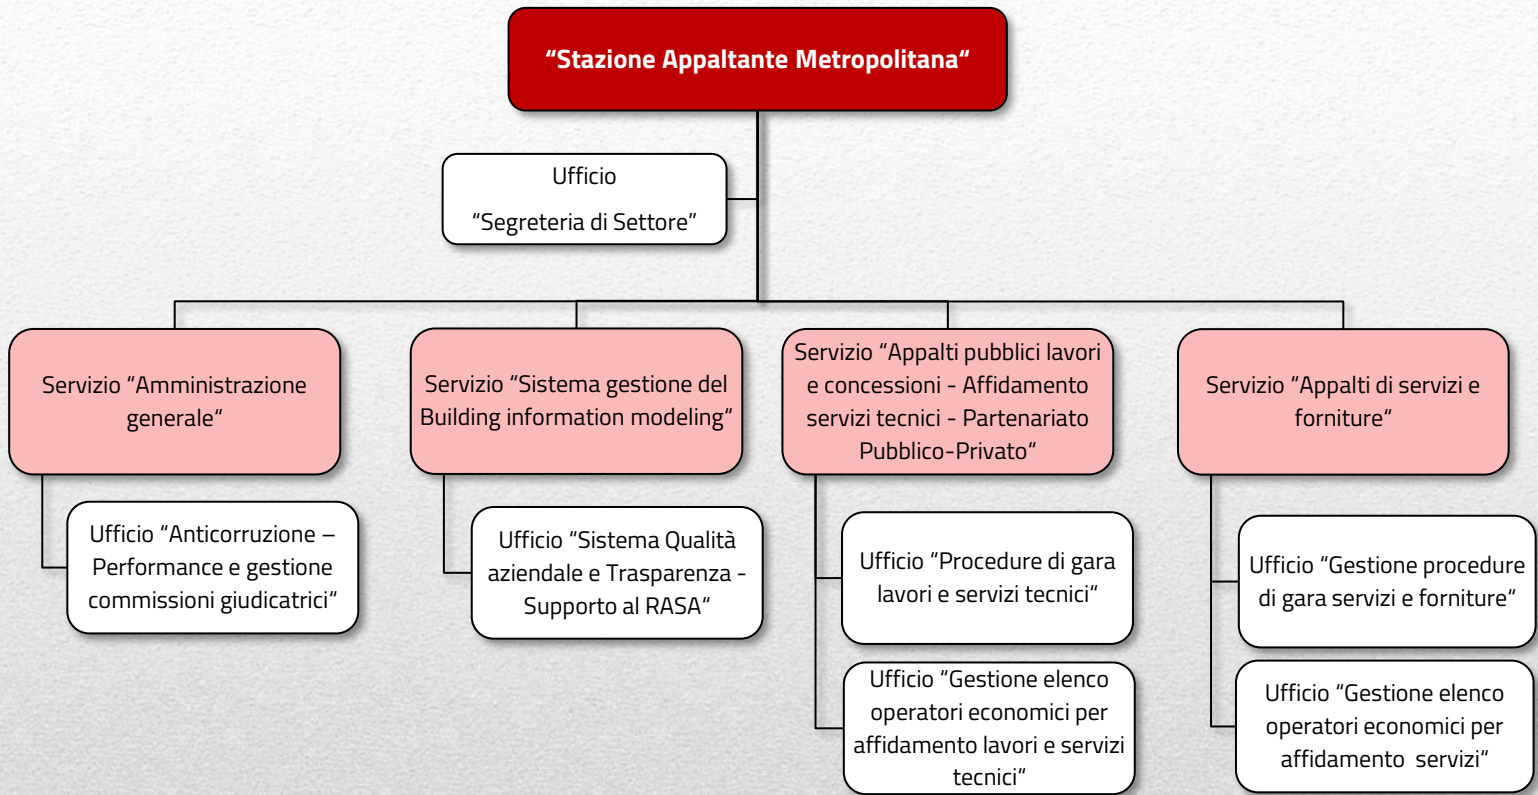 “Stazione Appaltante Metropolitana“
Ufficio
“Segreteria di Settore”
Servizio “Amministrazione
generale“
Ufficio “Anticorruzione –
Performance e gestione
commissioni giudicatrici“
Servizio “Sistema gestione del
Building information modeling“
Ufficio “Sistema Qualità
aziendale e Trasparenza -
Supporto al RASA“
Servizio “Appalti pubblici lavori
e concessioni - Affidamento
servizi tecnici - Partenariato
Pubblico-Privato“
Ufficio “Procedure di gara
lavori e servizi tecnici“
Ufficio “Gestione elenco
operatori economici per
affidamento lavori e servizi
tecnici“
Servizio “Appalti di servizi e
forniture“
Ufficio “Gestione procedure
di gara servizi e forniture“
Ufficio “Gestione elenco
operatori economici per
affidamento  servizi“